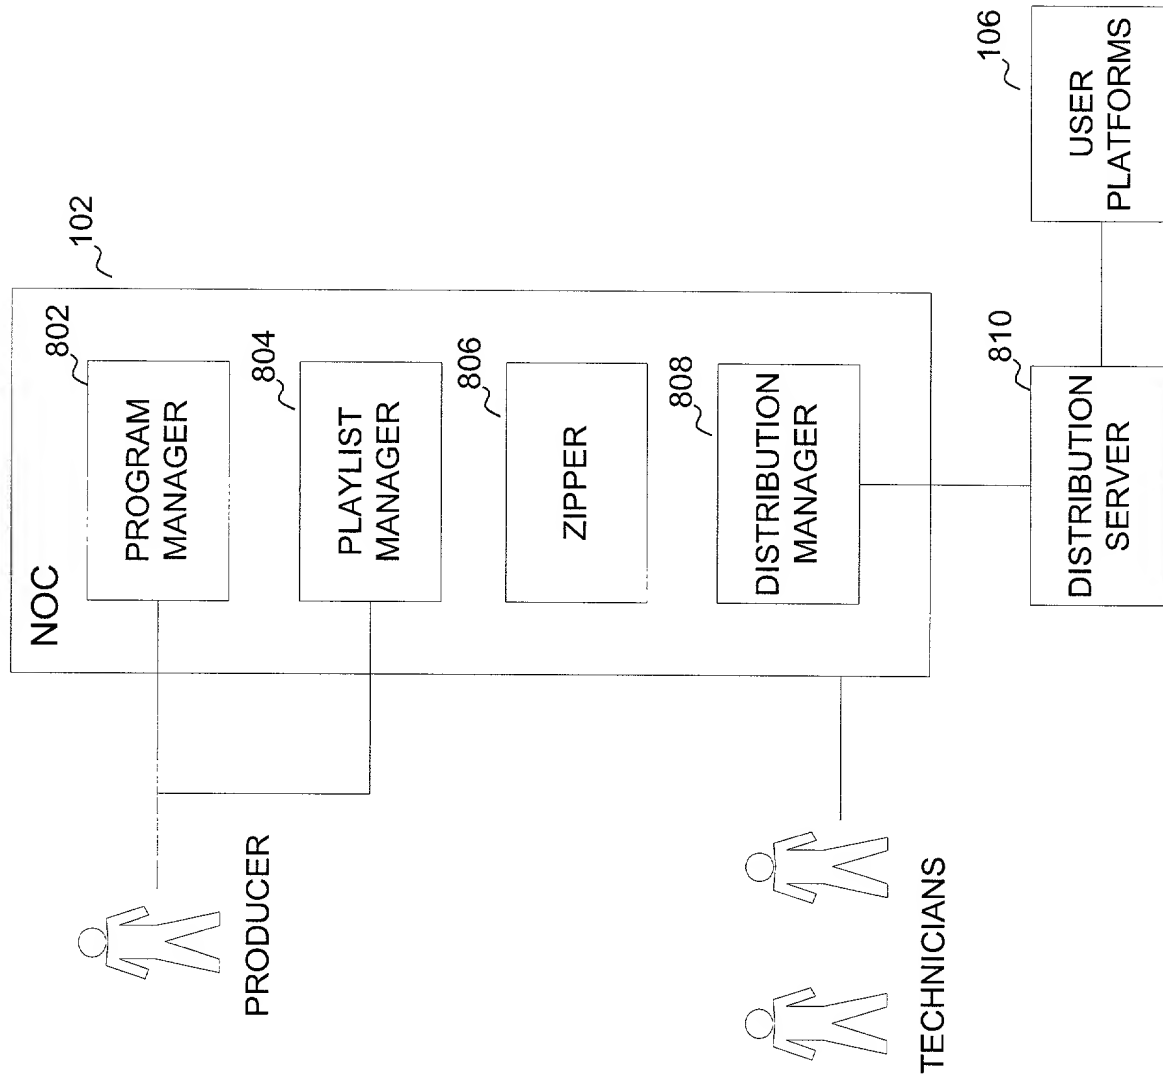 NOC
102
802
PROGRAM
MANAGER
804
PLAYLIST
MANAGER
806
ZIPPER
808
DISTRIBUTION
MANAGER
810
DISTRIBUTION
SERVER
106
USER
PLATFORMS
PRODUCER
TECHNICIANS